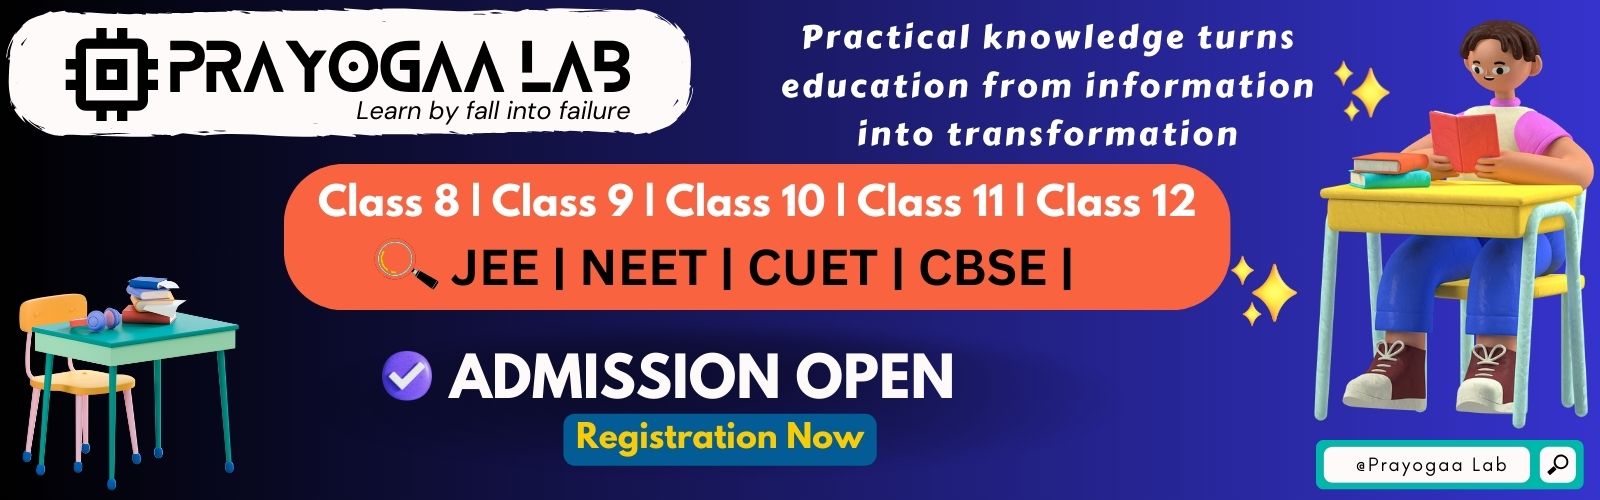 PRAYOGAA LAB
Learn by fall into failure
Practical knowledge turns
education from information
into transformation
Class 8 | Class 9 | Class 10 | Class 11 | Class 12
JEE | NEET | CUET | CBSE |
ADMISSION OPEN
Registration Now
@Prayogaa Lab